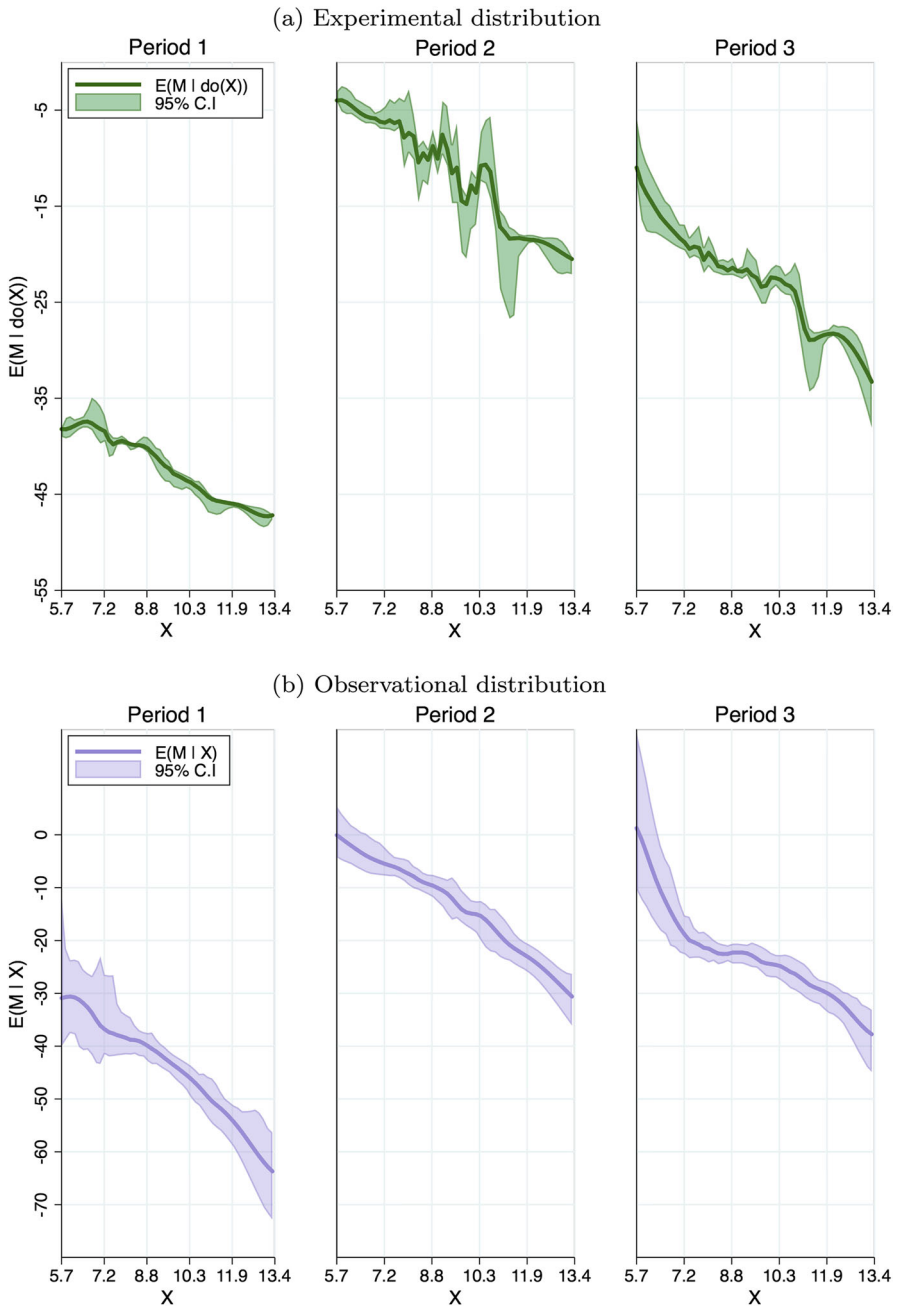 (a) Experimental distribution
Period 1
Period 2
Period 3
E(M | do(X))
95% C.I
E(M | do(X))
-5
-15
-25
-35
-45
-55
5.7 7.2 8.8 10.3 11.9 13.4
5.7 7.2 8.8 10.3 11.9 13.4
5.7 7.2 8.8 10.3 11.9 13.4
X
X
X
(b) Observational distribution
Period 1
Period 2
Period 3
E(M | X)
95% C.I
E(M | X)
0
-10
-20
-30
-40
-50
-60
-70
5.7 7.2 8.8 10.3 11.9 13.4
5.7 7.2 8.8 10.3 11.9 13.4
5.7 7.2 8.8 10.3 11.9 13.4
X
X
X